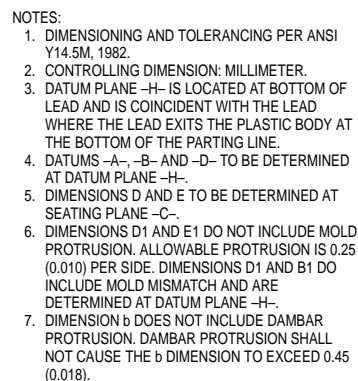 NOTES:
1. DIMENSIONING AND TOLERANCING PER ANSI
Y14.5M, 1982.
2. CONTROLLING DIMENSION: MILLIMETER.
3. DATUM PLANE –H– IS LOCATED AT BOTTOM OF
LEAD AND IS COINCIDENT WITH THE LEAD
WHERE THE LEAD EXITS THE PLASTIC BODY AT
THE BOTTOM OF THE PARTING LINE.
4. DATUMS –A–, –B– AND –D– TO BE DETERMINED
AT DATUM PLANE –H–.
5. DIMENSIONS D AND E TO BE DETERMINED AT
SEATING PLANE –C–.
6. DIMENSIONS D1 AND E1 DO NOT INCLUDE MOLD
PROTRUSION. ALLOWABLE PROTRUSION IS 0.25
(0.010) PER SIDE. DIMENSIONS D1 AND B1 DO
INCLUDE MOLD MISMATCH AND ARE
DETERMINED AT DATUM PLANE –H–.
7. DIMENSION b DOES NOT INCLUDE DAMBAR
PROTRUSION. DAMBAR PROTRUSION SHALL
NOT CAUSE THE b DIMENSION TO EXCEED 0.45
(0.018).